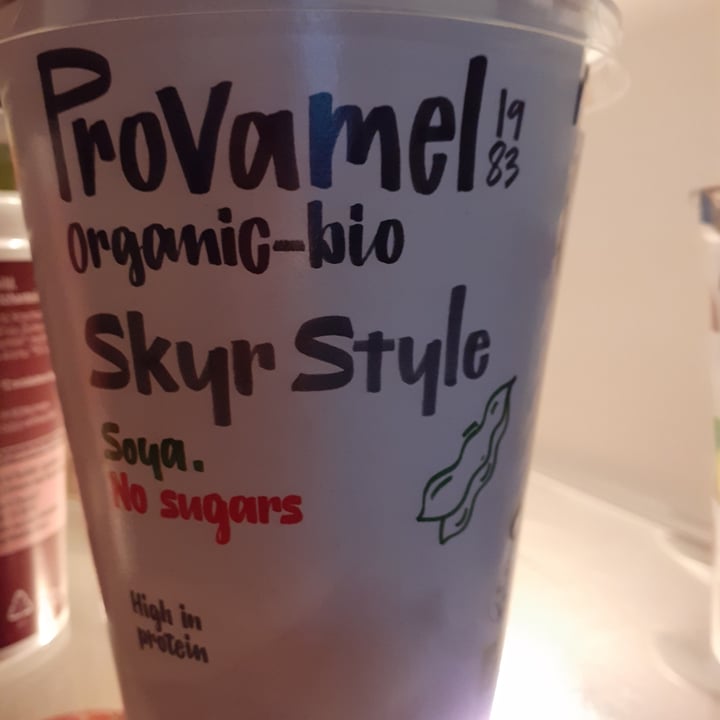 ProVamel 19
83
organic-bio
Skyr Style
Soya.
No sugars
High in
protein